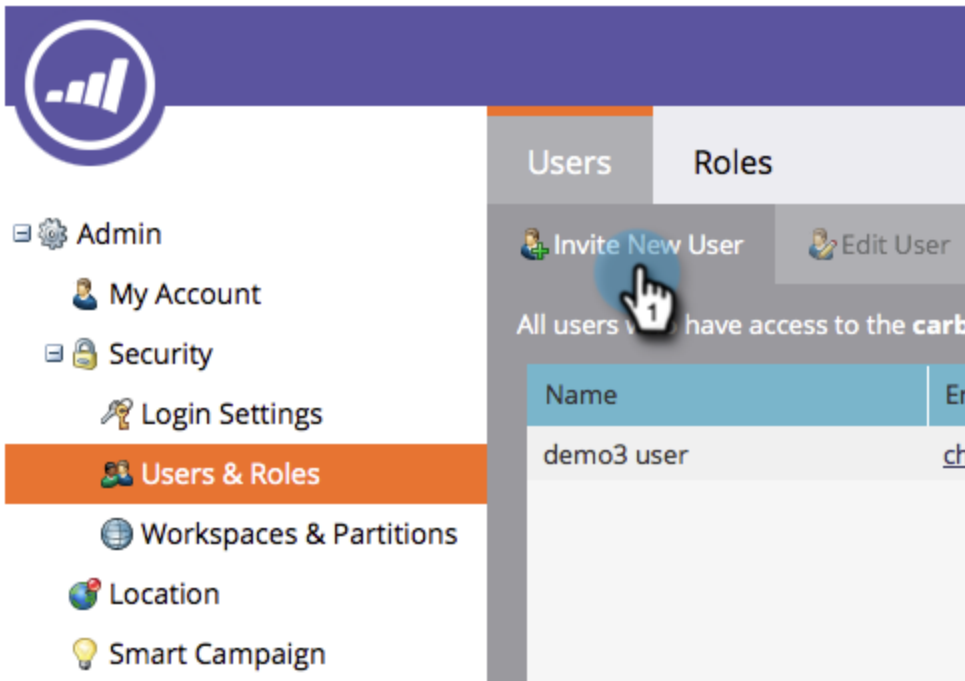 Users Roles
Admin
Invite New User Edit User
My Account
All users have access to the
Security
Name
Login Settings
demo3 user
Users & Roles
Workspaces & Partitions
Location
Smart Campaign
1